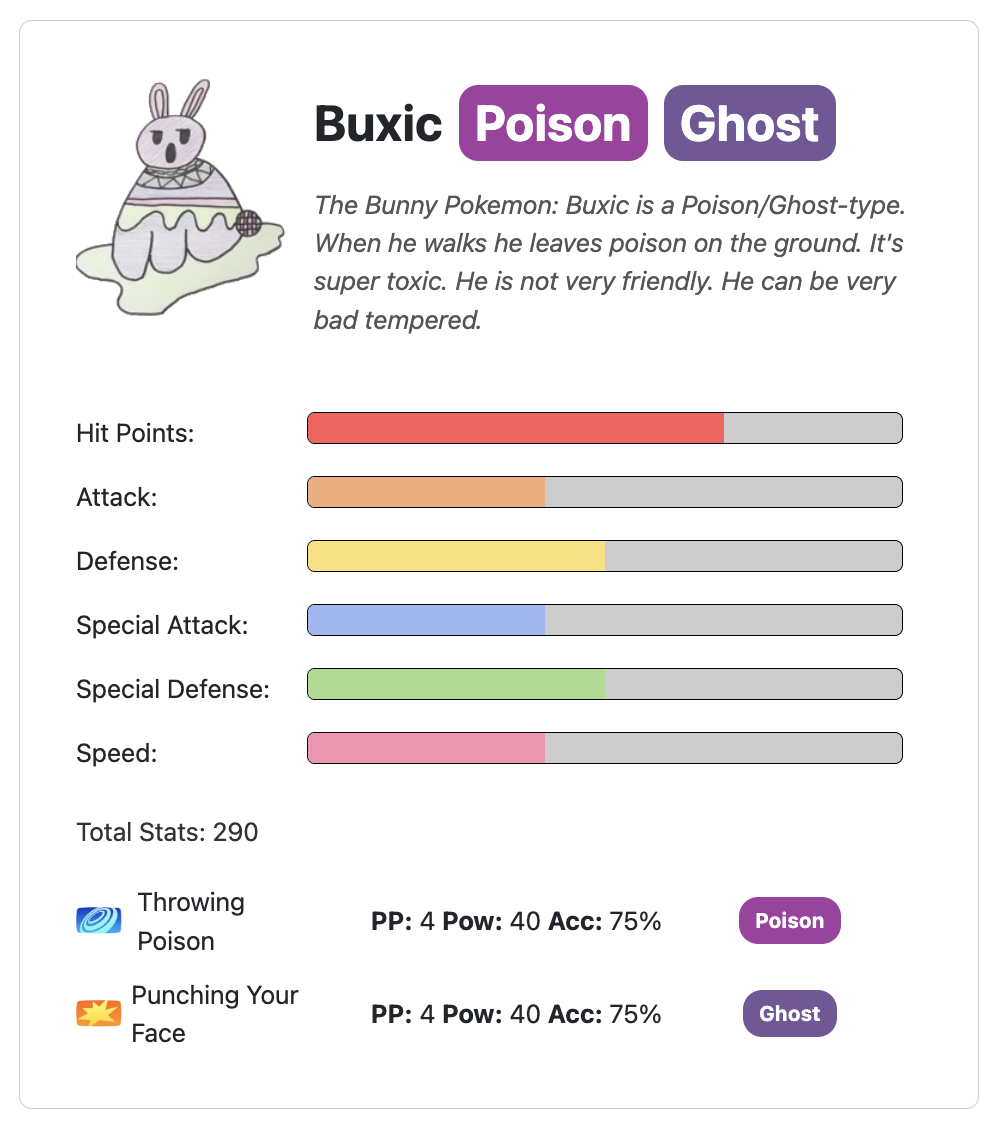 Buxic Poison Ghost
The Bunny Pokemon: Buxic is a Poison/Ghost-type.
When he walks he leaves poison on the ground. It's
super toxic. He is not very friendly. He can be very
bad tempered.
Hit Points:
Attack:
Defense:
Special Attack:
Special Defense:
Speed:
Total Stats: 290
Throwing
Poison
PP: 4 Pow: 40 Acc: 75%
Poison
Punching Your
Face
PP: 4 Pow: 40 Acc: 75%
Ghost